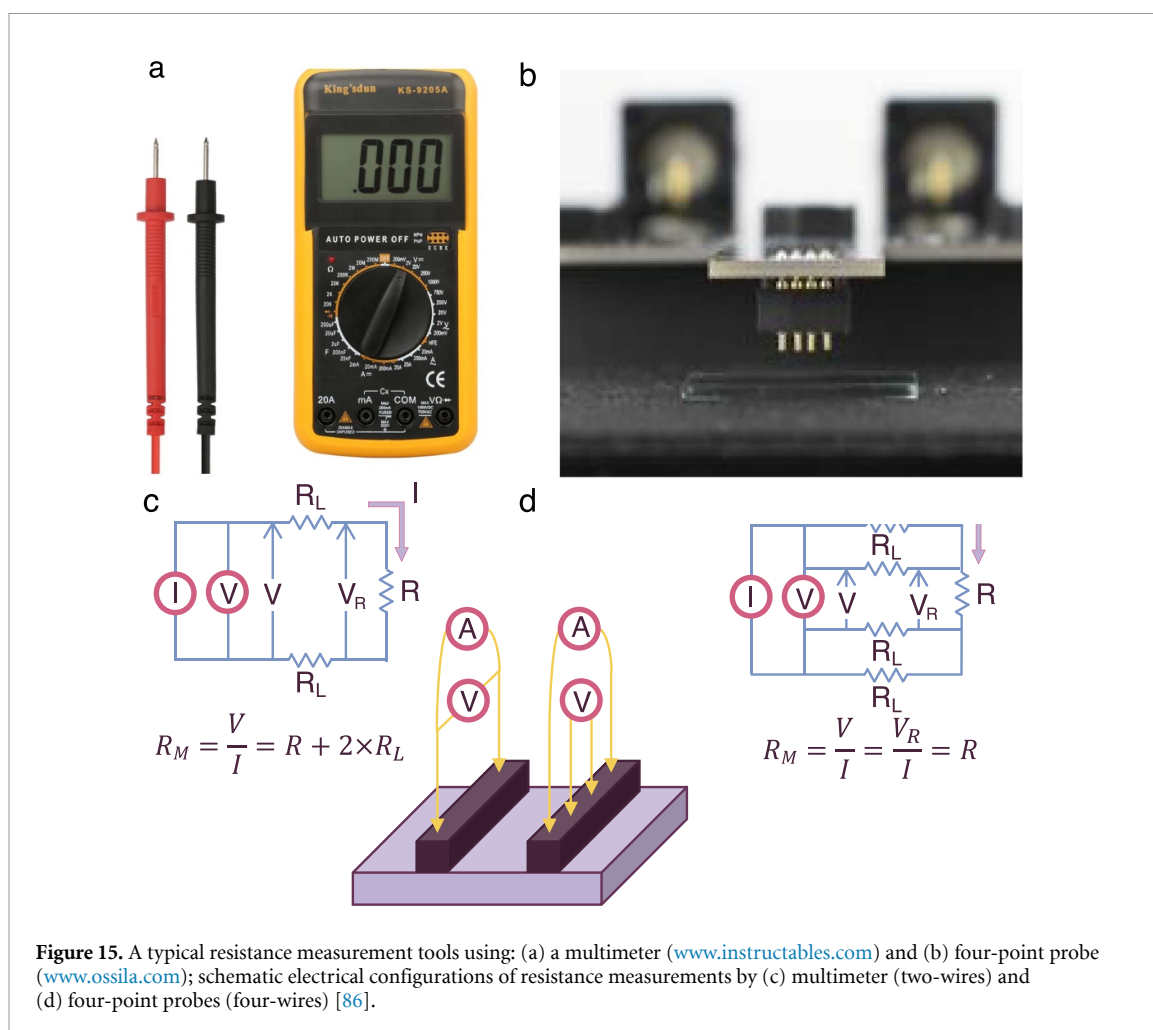 a
b
King'sdun
KS-9205A
.000
AUTO POWER OFF
CE
20A
mA
Cx
COM
VΩ
c
d
R_L
I
I
V
V
V_R
R
R_L
R_M = V/I = R + 2×R_L
A
V
A
V
R_L
R_L
I
V
V
V_R
R
R_L
R_L
R_M = V/I = V_R/I = R
Figure 15. A typical resistance measurement tools using: (a) a multimeter (www.instructables.com) and (b) four-point probe
(www.ossila.com); schematic electrical configurations of resistance measurements by (c) multimeter (two-wires) and
(d) four-point probes (four-wires) [86].